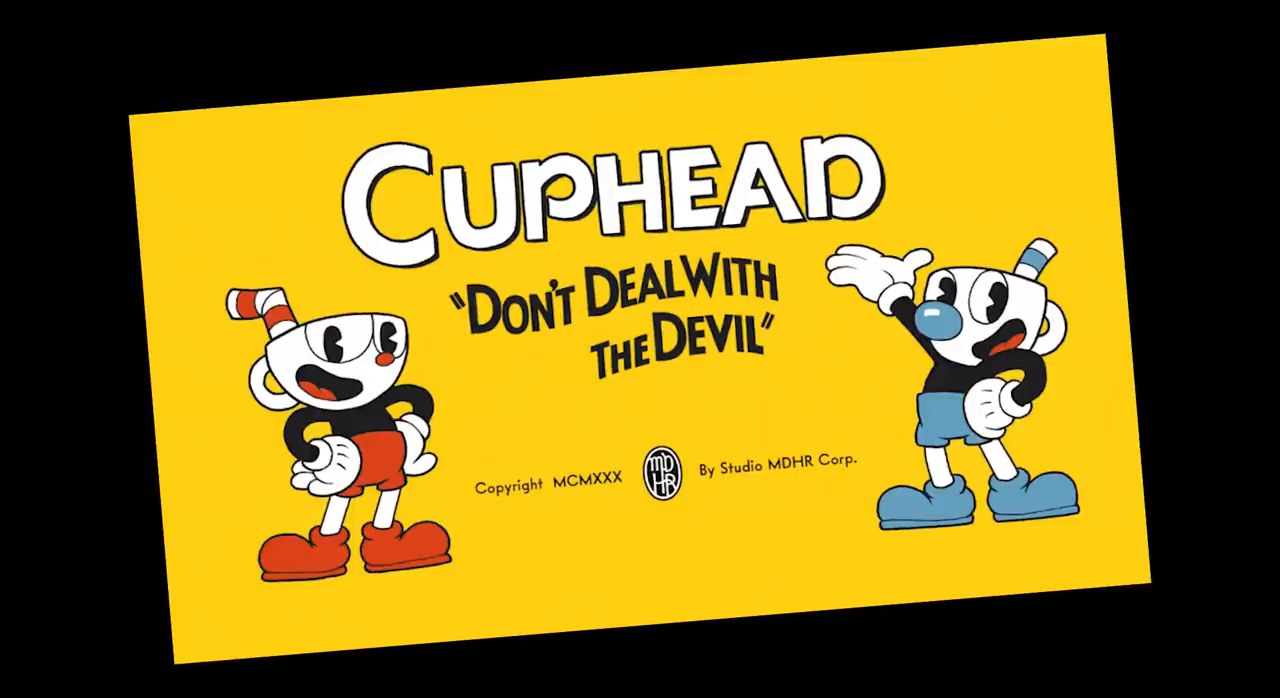 CUPHEAD
"DON'T DEAL WITH
THE DEVIL"
Copyright MCMXXX MDHR By Studio MDHR Corp.